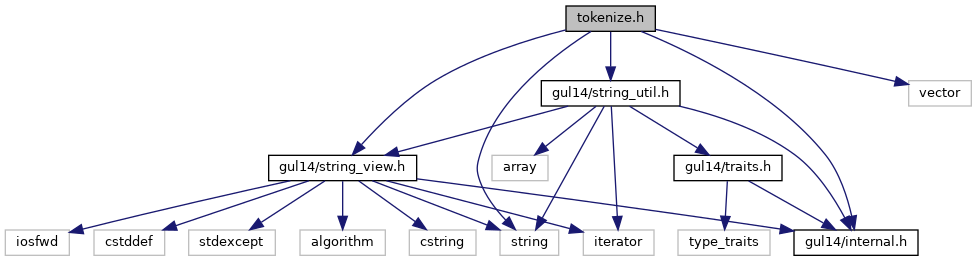 tokenize.h
gul14/string_util.h
vector
gul14/string_view.h
array
gul14/traits.h
iosfwd
cstddef
stdexcept
algorithm
cstring
string
iterator
type_traits
gul14/internal.h